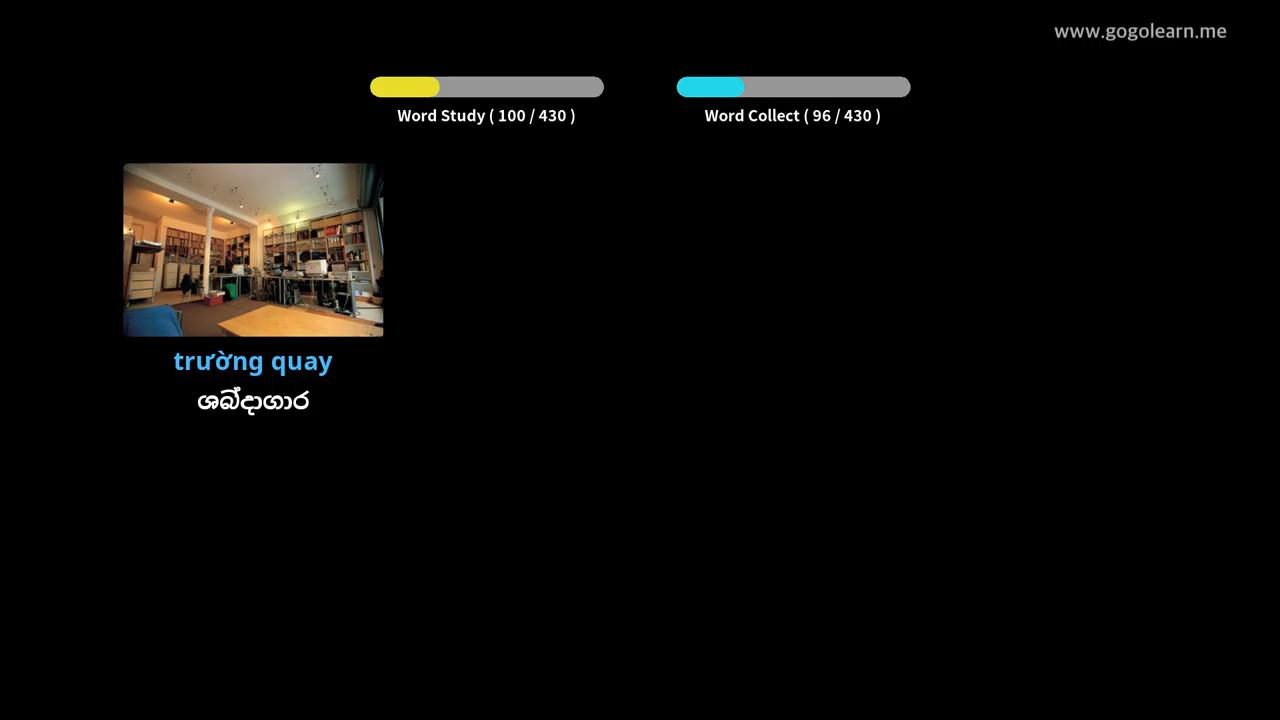 www.gogolearn.me
Word Study ( 100 / 430 )
Word Collect ( 96 / 430 )
trường quay
ශබ්දාගාර